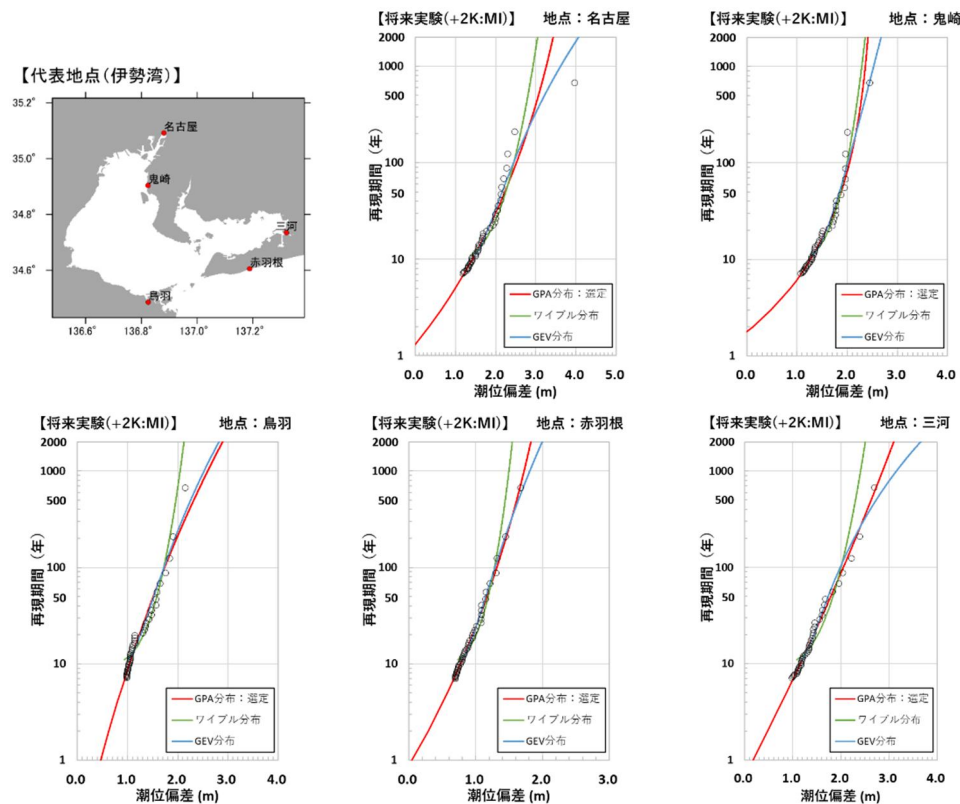 【代表地点(伊勢湾)】
35.2°
35.0°
34.8°
34.6°
136.6°
136.8°
137.0°
137.2°
名古屋
鬼崎
三河
赤羽根
鳥羽
【将来実験(+2K:MI)】 地点：名古屋
再現期間(年)
2000
1000
500
100
50
10
1
0.0 1.0 2.0 3.0 4.0 5.0
潮位偏差 (m)
GPA分布：選定
ワイブル分布
GEV分布
【将来実験(+2K:MI)】 地点：鬼崎
再現期間(年)
2000
1000
500
100
50
10
1
0.0 1.0 2.0 3.0 4.0
潮位偏差 (m)
GPA分布：選定
ワイブル分布
GEV分布
【将来実験(+2K:MI)】 地点：鳥羽
再現期間(年)
2000
1000
500
100
50
10
1
0.0 1.0 2.0 3.0 4.0
潮位偏差 (m)
GPA分布：選定
ワイブル分布
GEV分布
【将来実験(+2K:MI)】 地点：赤羽根
再現期間(年)
2000
1000
500
100
50
10
1
0.0 1.0 2.0 3.0
潮位偏差 (m)
GPA分布：選定
ワイブル分布
GEV分布
【将来実験(+2K:MI)】 地点：三河
再現期間(年)
2000
1000
500
100
50
10
1
0.0 1.0 2.0 3.0 4.0
潮位偏差 (m)
GPA分布：選定
ワイブル分布
GEV分布